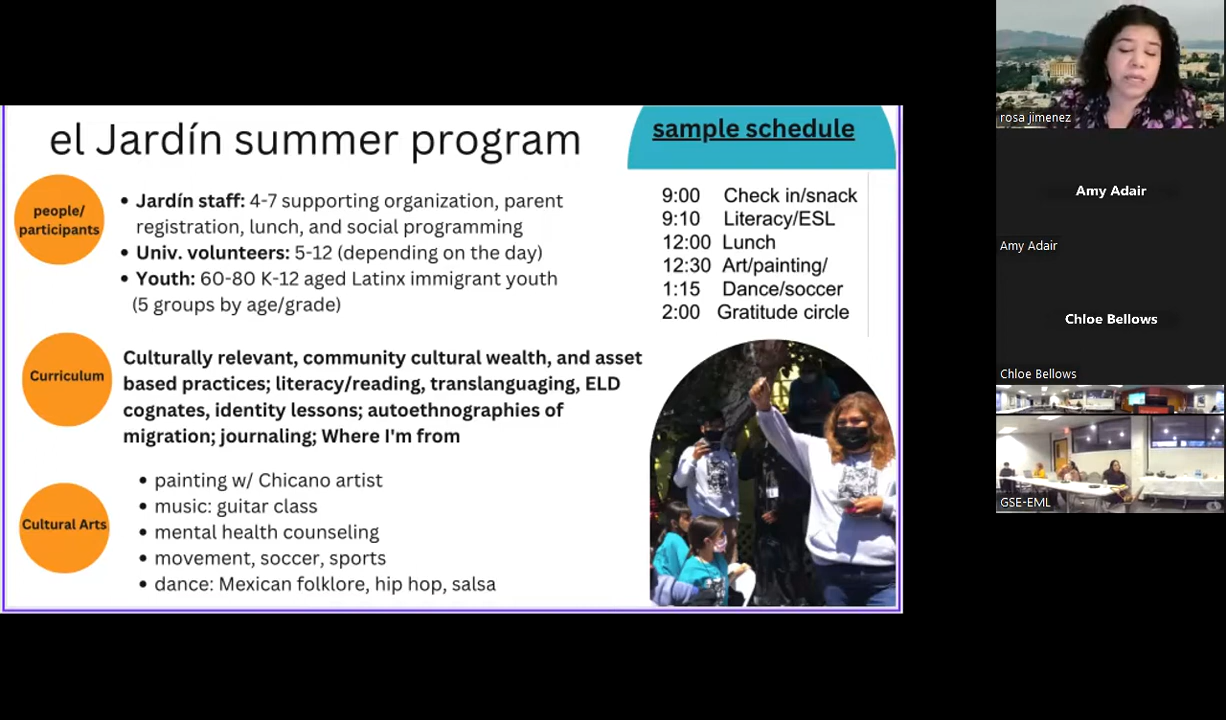 el Jardín summer program
people/
participants
• Jardín staff: 4-7 supporting organization, parent
registration, lunch, and social programming
• Univ. volunteers: 5-12 (depending on the day)
• Youth: 60-80 K-12 aged Latinx immigrant youth
(5 groups by age/grade)
Curriculum
Culturally relevant, community cultural wealth, and asset
based practices; literacy/reading, translanguaging, ELD
cognates, identity lessons; autoethnographies of
migration; journaling; Where I'm from
Cultural Arts
• painting w/ Chicano artist
• music: guitar class
• mental health counseling
• movement, soccer, sports
• dance: Mexican folklore, hip hop, salsa
sample schedule
9:00 Check in/snack
9:10 Literacy/ESL
12:00 Lunch
12:30 Art/painting/
1:15 Dance/soccer
2:00 Gratitude circle
rosa jimenez
Amy Adair
Amy Adair
Chloe Bellows
Chloe Bellows
GSE-EML